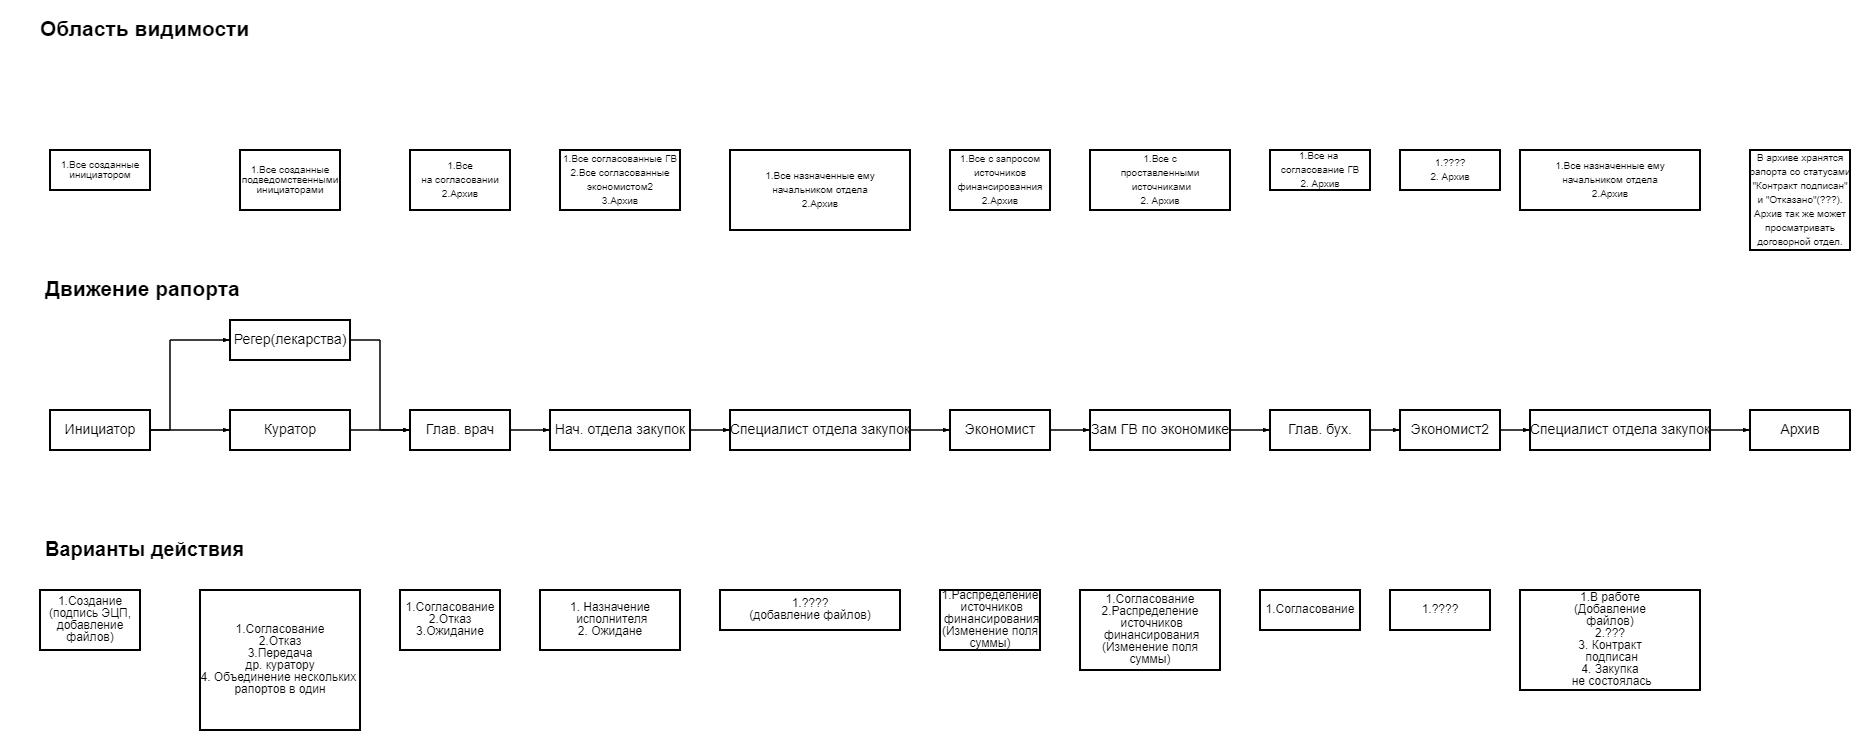 Область видимости
1.Все созданные
инициатором
1.Все созданные
подведомственными
инициаторами
1.Все
на согласовании
2.Архив
1.Все согласованные ГВ
2.Все согласованные
экономистом2
3.Архив
1.Все назначенные ему
начальником отдела
2.Архив
1.Все с запросом
источников
финансированния
2.Архив
1.Все с
проставленными
источниками
2. Архив
1.Все на
согласование ГВ
2. Архив
1.????
2. Архив
1.Все назначенные ему
начальником отдела
2.Архив
В архиве хранятся
рапорта со статусами
"Контракт подписан"
и "Отказано"(???).
Архив так же может
просматривать
договорной отдел.
Движение рапорта
Регер(лекарства)
Инициатор
Куратор
Глав. врач
Нач. отдела закупок
Специалист отдела закупок
Экономист
Зам ГВ по экономике
Глав. бух.
Экономист2
Специалист отдела закупок
Архив
Варианты действия
1.Создание
(подпись ЭЦП,
добавление
файлов)
1.Согласование
2.Отказ
3.Передача
др. куратору
4. Объединение нескольких
рапортов в один
1.Согласование
2.Отказ
3.Ожидание
1. Назначение
исполнителя
2. Ожидане
1.????
(добавление файлов)
1.Распределение
источников
финансирования
(Изменение поля
суммы)
1.Согласование
2.Распределение
источников
финансирования
(Изменение поля
суммы)
1.Согласование
1.????
1.В работе
(Добавление
файлов)
2.???
3. Контракт
подписан
4. Закупка
не состоялась